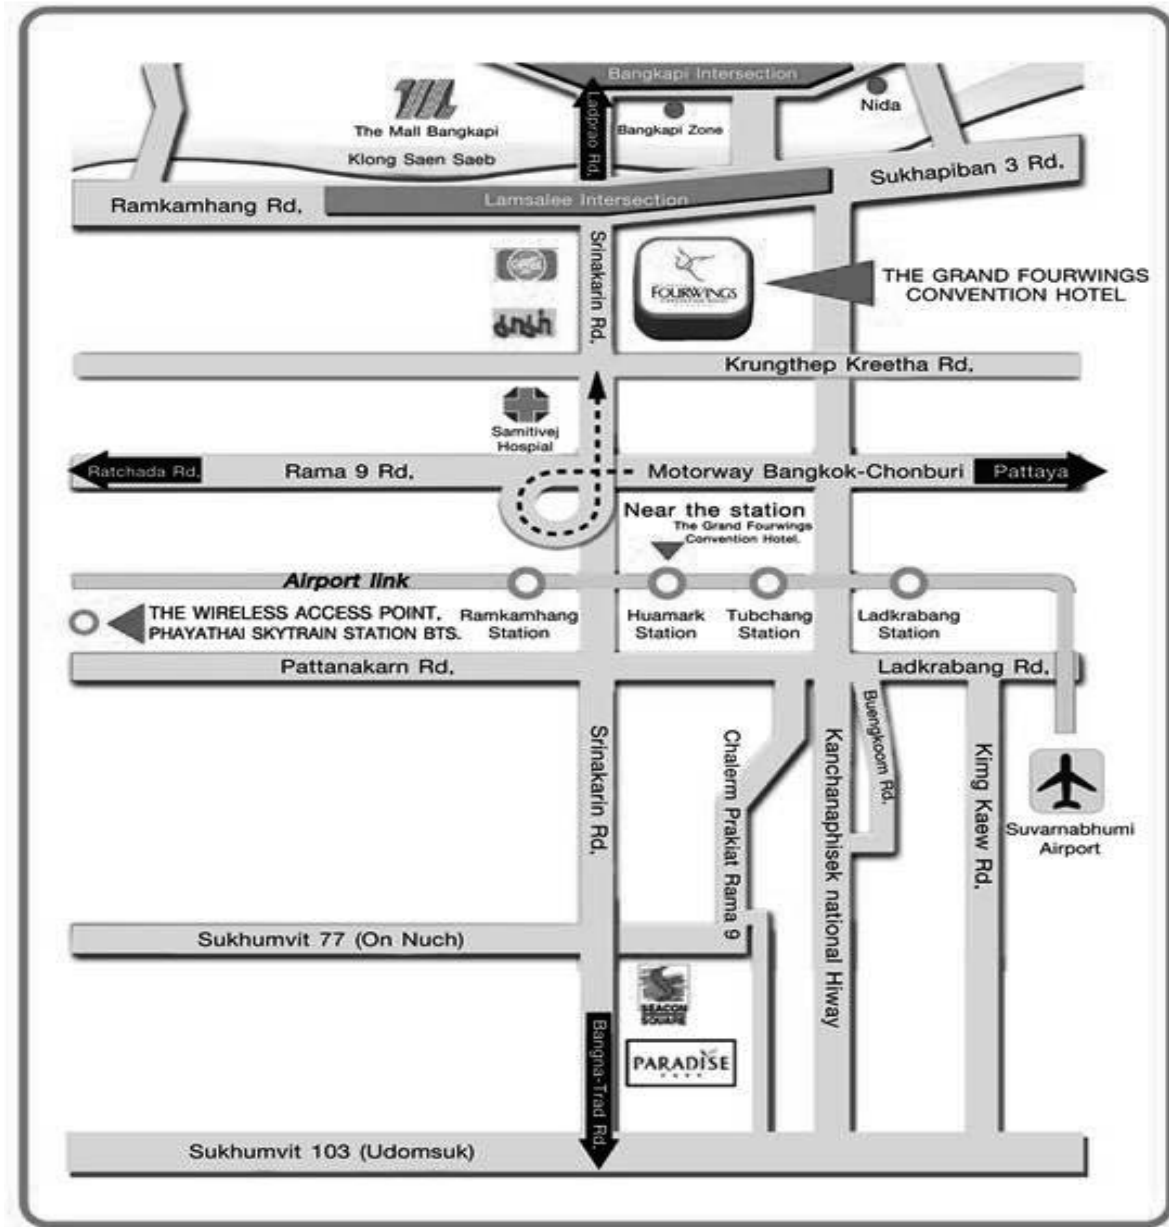 Bangkapi Intersection
Ladprao Rd.
The Mall Bangkapi
Bangkapi Zone
Nida
Klong Saen Saeb
Sukhapiban 3 Rd.
Ramkamhang Rd.
Lamsalee Intersection
Srinakarin Rd.
FOURWINGS
THE GRAND FOURWINGS
CONVENTION HOTEL
Krungthep Kreetha Rd.
Samitivej
Hospial
Ratchada Rd.
Rama 9 Rd.
Motorway Bangkok-Chonburi
Pattaya
Near the station
The Grand Fourwings
Convention Hotel.
Airport link
THE WIRELESS ACCESS POINT.
PHAYATHAI SKYTRAIN STATION BTS.
Ramkamhang
Station
Huamark
Station
Tubchang
Station
Ladkrabang
Station
Pattanakarn Rd.
Ladkrabang Rd.
Srinakarin Rd.
Chalerm Prakiat Rama 9
Kanchanaphisek national Hiway
Buengkoom Rd.
Kimg Kaew Rd.
Suvarnabhumi
Airport
Sukhumvit 77 (On Nuch)
SEACON
SQUARE
PARADISE
Bangna-Trad Rd.
Sukhumvit 103 (Udomsuk)